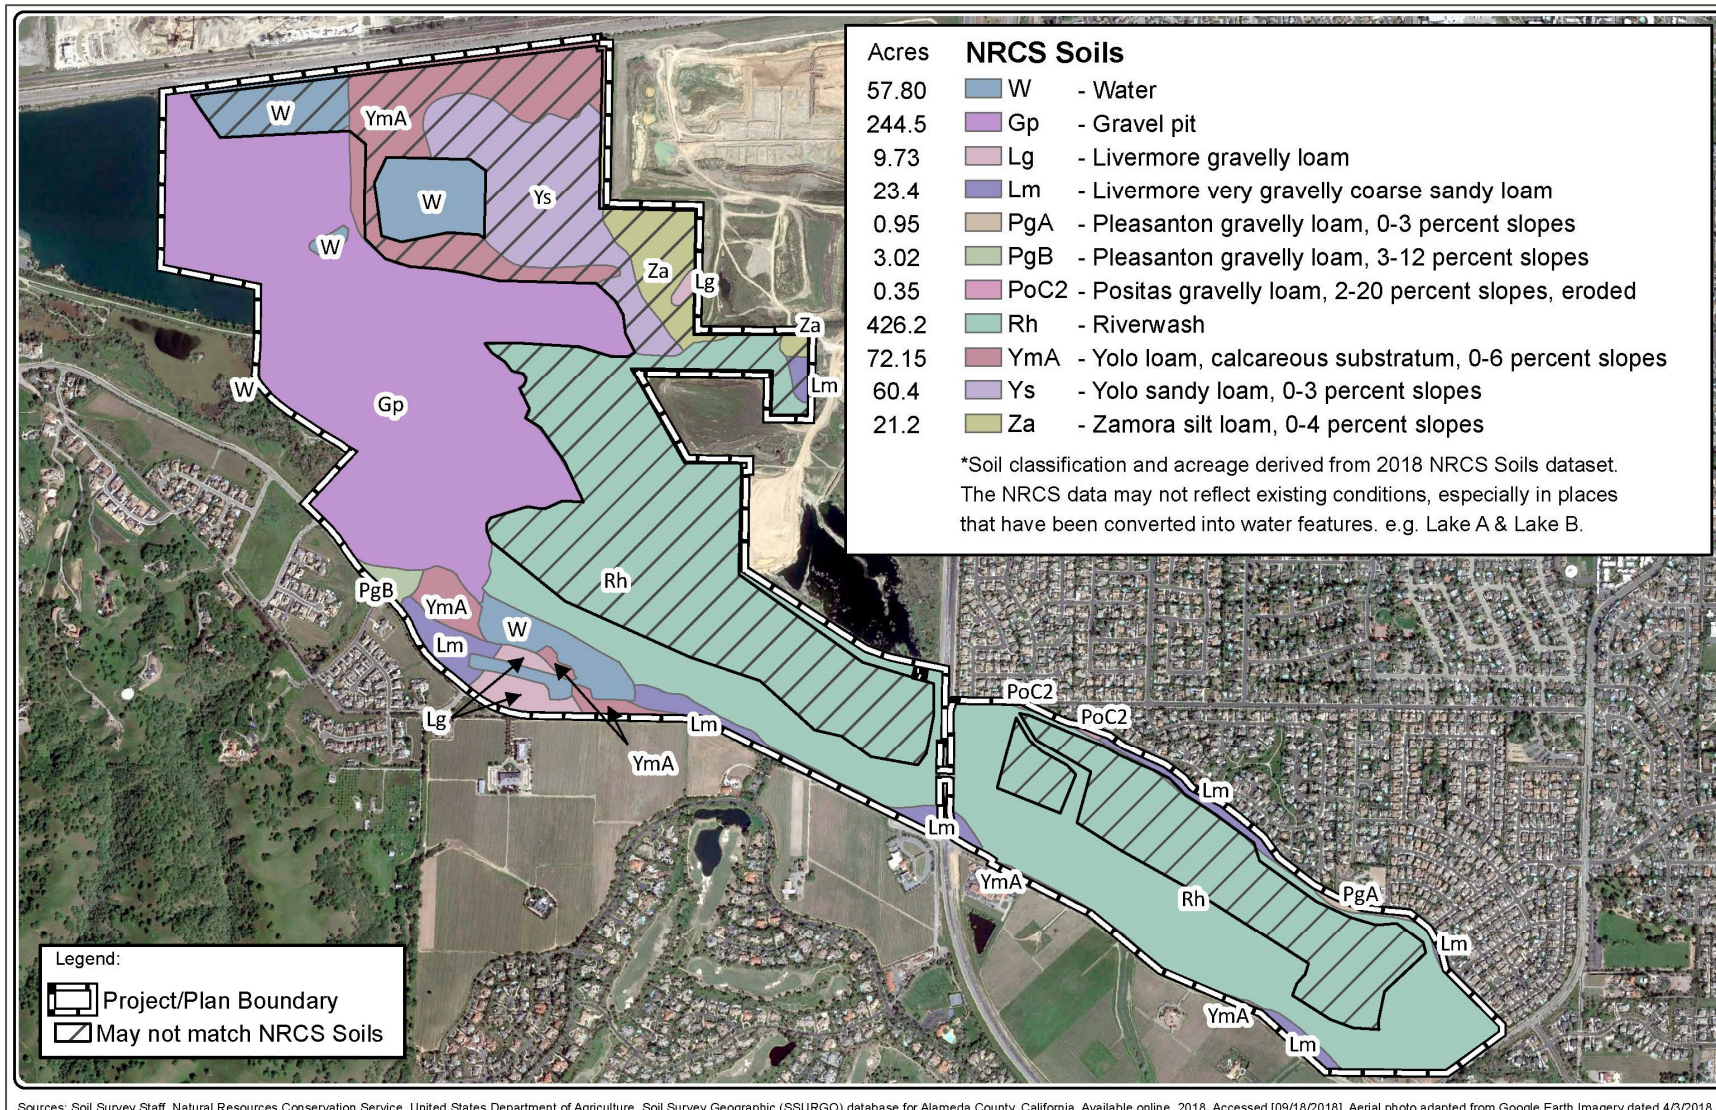 Acres NRCS Soils
57.80 W - Water
244.5 Gp - Gravel pit
9.73 Lg - Livermore gravelly loam
23.4 Lm - Livermore very gravelly coarse sandy loam
0.95 PgA - Pleasanton gravelly loam, 0-3 percent slopes
3.02 PgB - Pleasanton gravelly loam, 3-12 percent slopes
0.35 PoC2 - Positas gravelly loam, 2-20 percent slopes, eroded
426.2 Rh - Riverwash
72.15 YmA - Yolo loam, calcareous substratum, 0-6 percent slopes
60.4 Ys - Yolo sandy loam, 0-3 percent slopes
21.2 Za - Zamora silt loam, 0-4 percent slopes
*Soil classification and acreage derived from 2018 NRCS Soils dataset.
The NRCS data may not reflect existing conditions, especially in places
that have been converted into water features. e.g. Lake A & Lake B.
W
YmA
W
Ys
W
Za
Lg
Za
W
Lm
Gp
Rh
PgB
YmA
W
Lm
Lg
Lm
YmA
PoC2
PoC2
Lm
Lm
YmA
Rh
PgA
Lm
YmA
Lm
Legend:
Project/Plan Boundary
May not match NRCS Soils
Sources: Soil Survey Staff, Natural Resources Conservation Service, United States Department of Agriculture. Soil Survey Geographic (SSURGO) database for Alameda County, California. Available online, 2018. Accessed [09/18/2018]. Aerial photo adapted from Google Earth Imagery dated 4/3/2018